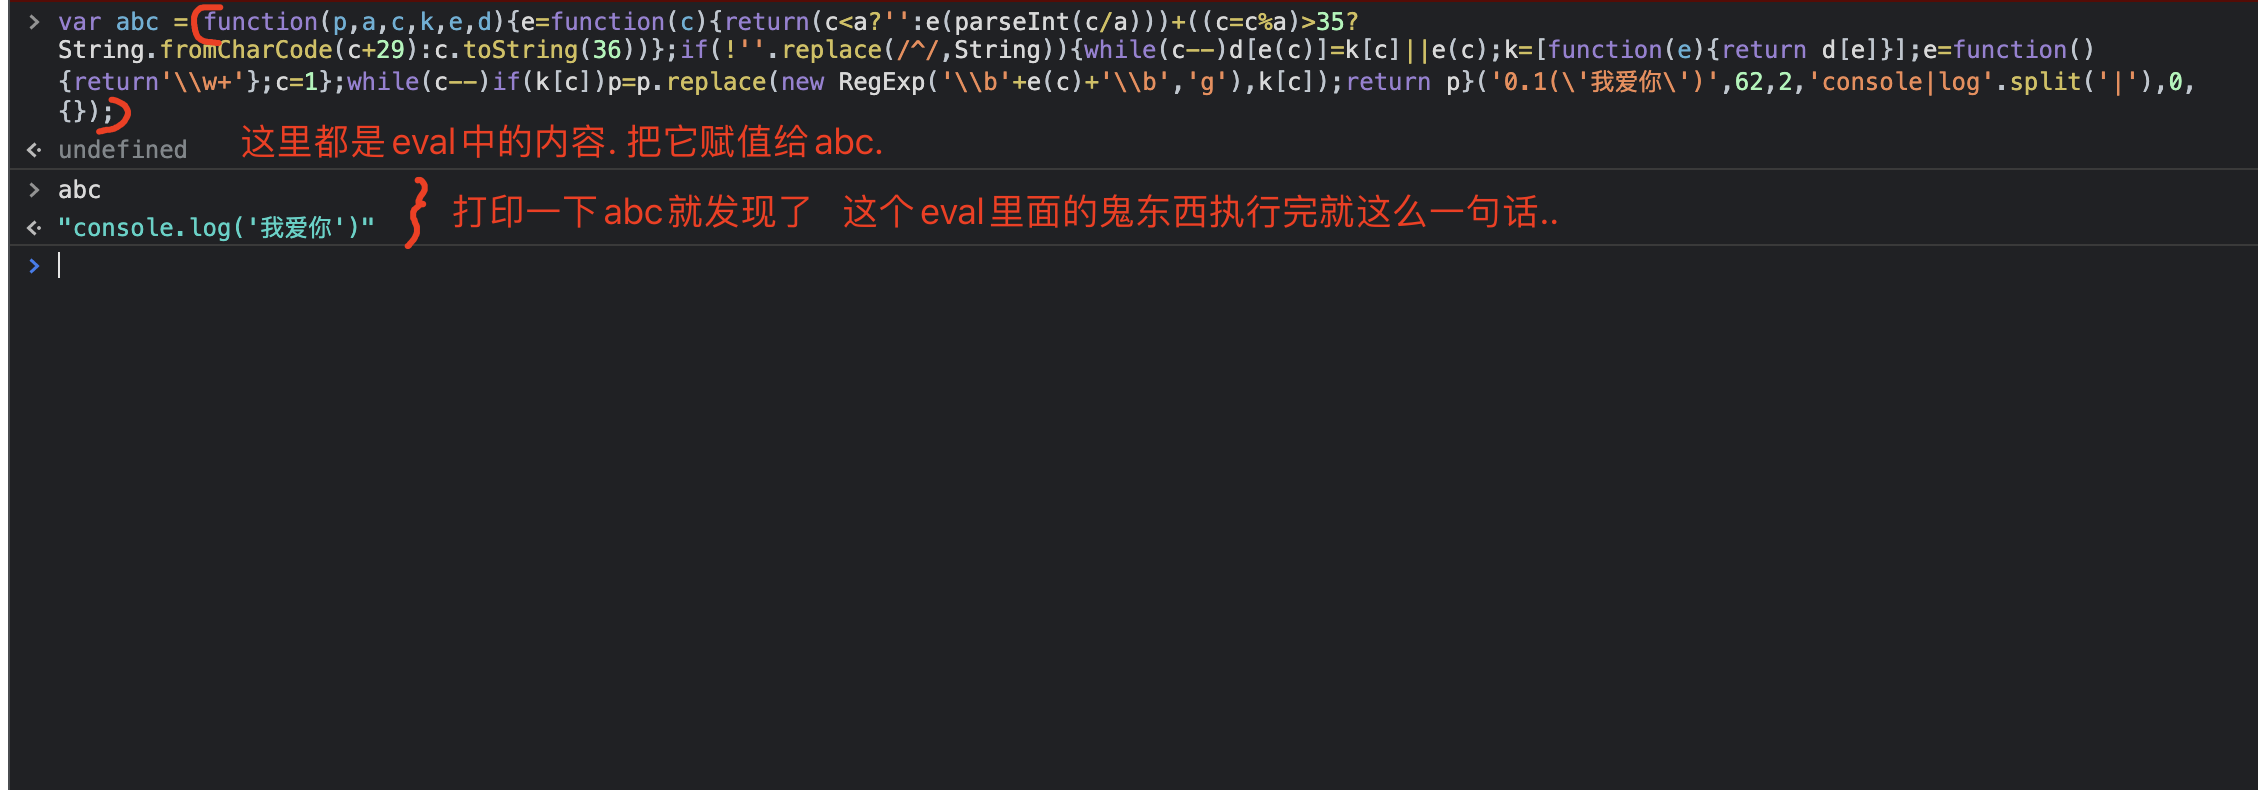 > var abc = function(p,a,c,k,e,d){e=function(c){return(c<a?'':e(parseInt(c/a)))+((c=c%a)>35?
String.fromCharCode(c+29):c.toString(36))};if(!''.replace(/^/,String)){while(c--)d[e(c)]=k[c]||e(c);k=[function(e){return d[e]}];e=function()
{return'\\w+'};c=1};while(c--)if(k[c])p=p.replace(new RegExp('\\b'+e(c)+'\\b','g'),k[c]);return p}('0.1(\'我爱你\')',62,2,'console|log'.split('|'),0,
{});
undefined 这里都是eval中的内容. 把它赋值给abc.
> abc
"console.log('我爱你')" 打印一下abc就发现了 这个eval里面的鬼东西执行完就这么一句话..
>